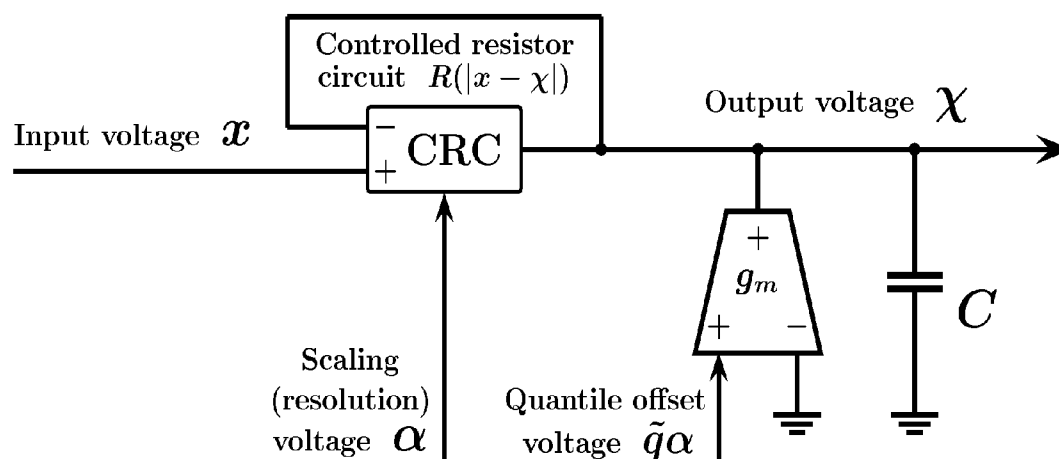 Controlled resistor
circuit R(|x − χ|)
Input voltage x
−
+
CRC
Output voltage χ
+
g_m
+ −
C
Scaling
(resolution)
voltage α
Quantile offset
voltage q̃α